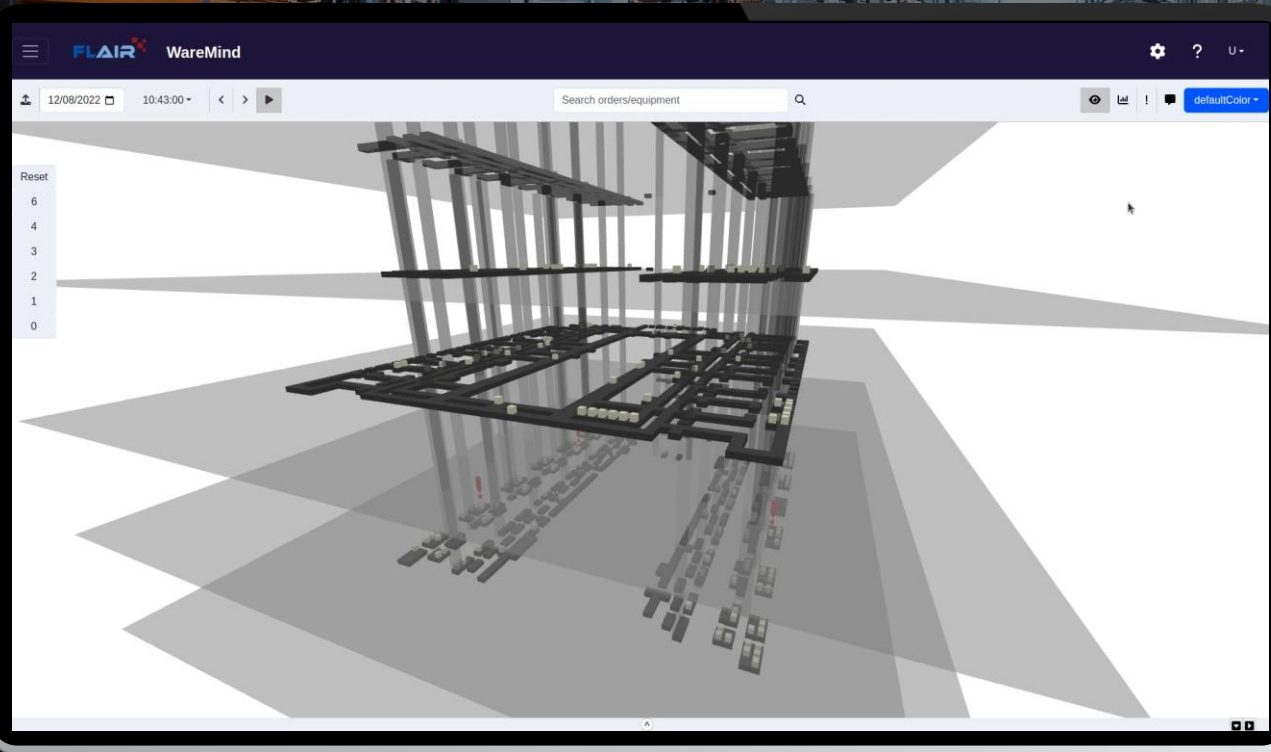 FLAIR WareMind ? U
12/08/2022 10:43:00 Search orders/equipment ! defaultColor
Reset
6
4
3
2
1
0